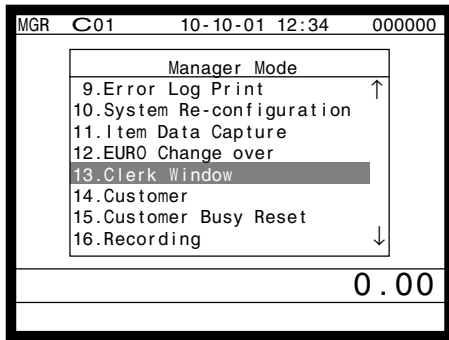 MGR C01 10-10-01 12:34 000000
Manager Mode
9.Error Log Print ↑
10.System Re-configuration
11.Item Data Capture
12.EURO Change over
13.Clerk Window
14.Customer
15.Customer Busy Reset
16.Recording ↓
0.00